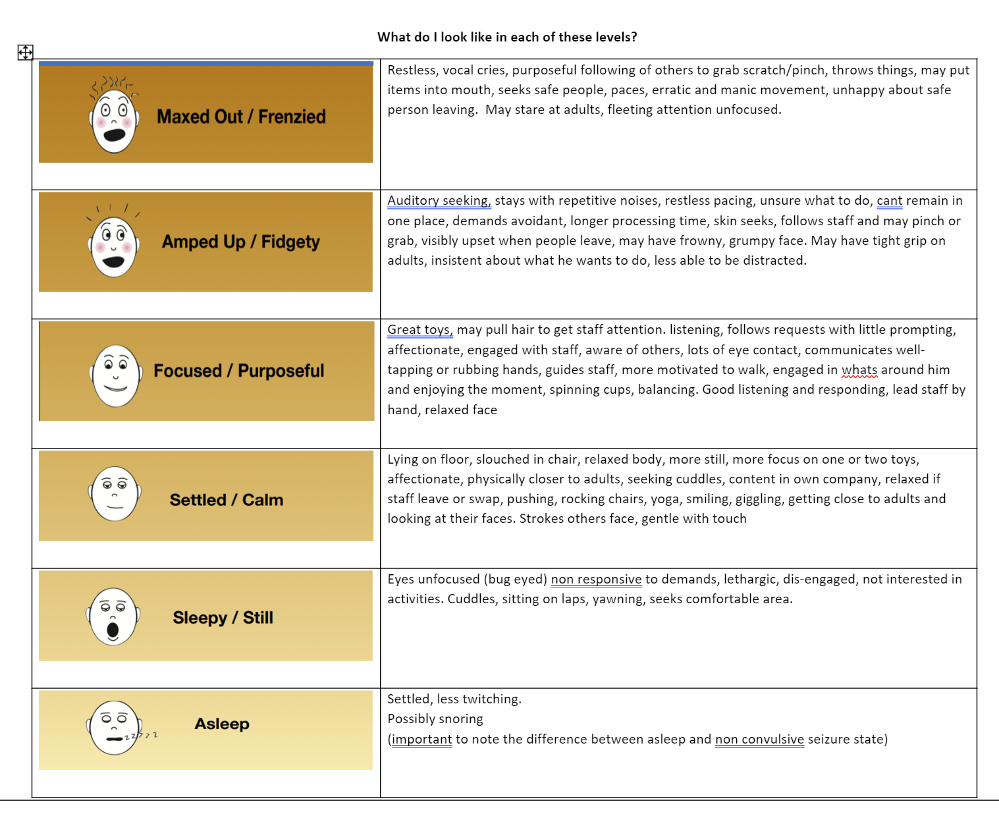 What do I look like in each of these levels?
Maxed Out / Frenzied
Restless, vocal cries, purposeful following of others to grab scratch/pinch, throws things, may put
items into mouth, seeks safe people, paces, erratic and manic movement, unhappy about safe
person leaving.  May stare at adults, fleeting attention unfocused.
Amped Up / Fidgety
Auditory seeking, stays with repetitive noises, restless pacing, unsure what to do, cant remain in
one place, demands avoidant, longer processing time, skin seeks, follows staff and may pinch or
grab, visibly upset when people leave, may have frowny, grumpy face. May have tight grip on
adults, insistent about what he wants to do, less able to be distracted.
Focused / Purposeful
Great toys, may pull hair to get staff attention. listening, follows requests with little prompting,
affectionate, engaged with staff, aware of others, lots of eye contact, communicates well-
tapping or rubbing hands, guides staff, more motivated to walk, engaged in whats around him
and enjoying the moment, spinning cups, balancing. Good listening and responding, lead staff by
hand, relaxed face
Settled / Calm
Lying on floor, slouched in chair, relaxed body, more still, more focus on one or two toys,
affectionate, physically closer to adults, seeking cuddles, content in own company, relaxed if
staff leave or swap, pushing, rocking chairs, yoga, smiling, giggling, getting close to adults and
looking at their faces. Strokes others face, gentle with touch
Sleepy / Still
Eyes unfocused (bug eyed) non responsive to demands, lethargic, dis-engaged, not interested in
activities. Cuddles, sitting on laps, yawning, seeks comfortable area.
Asleep
zzzzz
Settled, less twitching.
Possibly snoring
(important to note the difference between asleep and non convulsive seizure state)